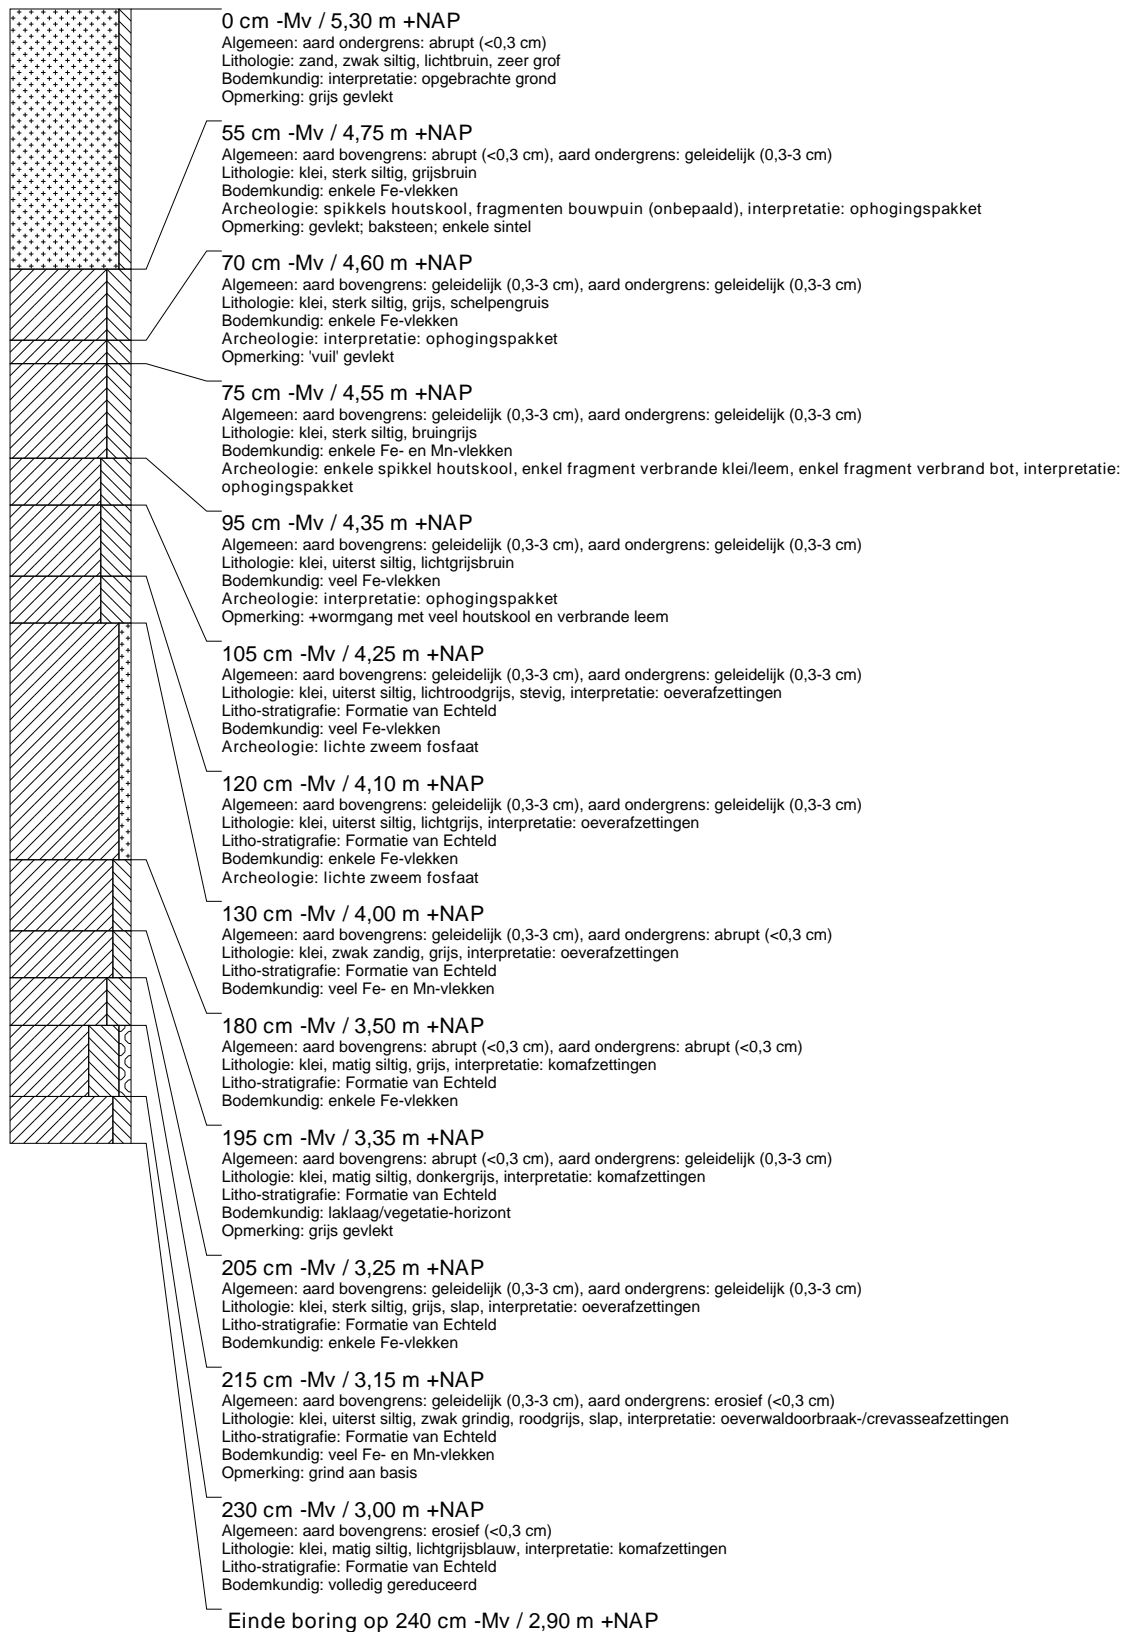 0 cm -Mv / 5,30 m +NAP
Algemeen: aard ondergrens: abrupt (<0,3 cm)
Lithologie: zand, zwak siltig, lichtbruin, zeer grof
Bodemkundig: interpretatie: opgebrachte grond
Opmerking: grijs gevlekt
55 cm -Mv / 4,75 m +NAP
Algemeen: aard bovengrens: abrupt (<0,3 cm), aard ondergrens: geleidelijk (0,3-3 cm)
Lithologie: klei, sterk siltig, grijsbruin
Bodemkundig: enkele Fe-vlekken
Archeologie: spikkels houtskool, fragmenten bouwpuin (onbepaald), interpretatie: ophogingspakket
Opmerking: gevlekt; baksteen; enkele sintel
70 cm -Mv / 4,60 m +NAP
Algemeen: aard bovengrens: geleidelijk (0,3-3 cm), aard ondergrens: geleidelijk (0,3-3 cm)
Lithologie: klei, sterk siltig, grijs, schelpengruis
Bodemkundig: enkele Fe-vlekken
Archeologie: interpretatie: ophogingspakket
Opmerking: 'vuil' gevlekt
75 cm -Mv / 4,55 m +NAP
Algemeen: aard bovengrens: geleidelijk (0,3-3 cm), aard ondergrens: geleidelijk (0,3-3 cm)
Lithologie: klei, sterk siltig, bruingrijs
Bodemkundig: enkele Fe- en Mn-vlekken
Archeologie: enkele spikkel houtskool, enkel fragment verbrande klei/leem, enkel fragment verbrand bot, interpretatie:
ophogingspakket
95 cm -Mv / 4,35 m +NAP
Algemeen: aard bovengrens: geleidelijk (0,3-3 cm), aard ondergrens: geleidelijk (0,3-3 cm)
Lithologie: klei, uiterst siltig, lichtgrijsbruin
Bodemkundig: veel Fe-vlekken
Archeologie: interpretatie: ophogingspakket
Opmerking: +wormgang met veel houtskool en verbrande leem
105 cm -Mv / 4,25 m +NAP
Algemeen: aard bovengrens: geleidelijk (0,3-3 cm), aard ondergrens: geleidelijk (0,3-3 cm)
Lithologie: klei, uiterst siltig, lichtroodgrijs, stevig, interpretatie: oeverafzettingen
Litho-stratigrafie: Formatie van Echteld
Bodemkundig: veel Fe-vlekken
Archeologie: lichte zweem fosfaat
120 cm -Mv / 4,10 m +NAP
Algemeen: aard bovengrens: geleidelijk (0,3-3 cm), aard ondergrens: geleidelijk (0,3-3 cm)
Lithologie: klei, uiterst siltig, lichtgrijs, interpretatie: oeverafzettingen
Litho-stratigrafie: Formatie van Echteld
Bodemkundig: enkele Fe-vlekken
Archeologie: lichte zweem fosfaat
130 cm -Mv / 4,00 m +NAP
Algemeen: aard bovengrens: geleidelijk (0,3-3 cm), aard ondergrens: abrupt (<0,3 cm)
Lithologie: klei, zwak zandig, grijs, interpretatie: oeverafzettingen
Litho-stratigrafie: Formatie van Echteld
Bodemkundig: veel Fe- en Mn-vlekken
180 cm -Mv / 3,50 m +NAP
Algemeen: aard bovengrens: abrupt (<0,3 cm), aard ondergrens: abrupt (<0,3 cm)
Lithologie: klei, matig siltig, grijs, interpretatie: komafzettingen
Litho-stratigrafie: Formatie van Echteld
Bodemkundig: enkele Fe-vlekken
195 cm -Mv / 3,35 m +NAP
Algemeen: aard bovengrens: abrupt (<0,3 cm), aard ondergrens: geleidelijk (0,3-3 cm)
Lithologie: klei, matig siltig, donkergrijs, interpretatie: komafzettingen
Litho-stratigrafie: Formatie van Echteld
Bodemkundig: laklaag/vegetatie-horizont
Opmerking: grijs gevlekt
205 cm -Mv / 3,25 m +NAP
Algemeen: aard bovengrens: geleidelijk (0,3-3 cm), aard ondergrens: geleidelijk (0,3-3 cm)
Lithologie: klei, sterk siltig, grijs, slap, interpretatie: oeverafzettingen
Litho-stratigrafie: Formatie van Echteld
Bodemkundig: enkele Fe-vlekken
215 cm -Mv / 3,15 m +NAP
Algemeen: aard bovengrens: geleidelijk (0,3-3 cm), aard ondergrens: erosief (<0,3 cm)
Lithologie: klei, uiterst siltig, zwak grindig, roodgrijs, slap, interpretatie: oeverwaldoorbraak-/crevasseafzettingen
Litho-stratigrafie: Formatie van Echteld
Bodemkundig: veel Fe- en Mn-vlekken
Opmerking: grind aan basis
230 cm -Mv / 3,00 m +NAP
Algemeen: aard bovengrens: erosief (<0,3 cm)
Lithologie: klei, matig siltig, lichtgrijsblauw, interpretatie: komafzettingen
Litho-stratigrafie: Formatie van Echteld
Bodemkundig: volledig gereduceerd
Einde boring op 240 cm -Mv / 2,90 m +NAP